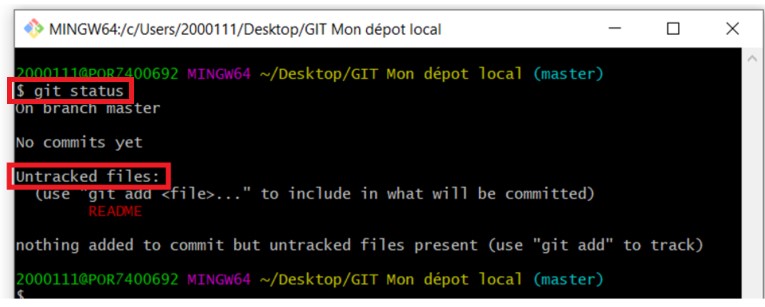 MINGW64:/c/Users/2000111/Desktop/GIT Mon dépot local
2000111@POR7400692 MINGW64 ~/Desktop/GIT Mon dépot local (master)
$ git status
On branch master
No commits yet
Untracked files:
(use "git add <file>..." to include in what will be committed)
README
nothing added to commit but untracked files present (use "git add" to track)
2000111@POR7400692 MINGW64 ~/Desktop/GIT Mon dépot local (master)
$